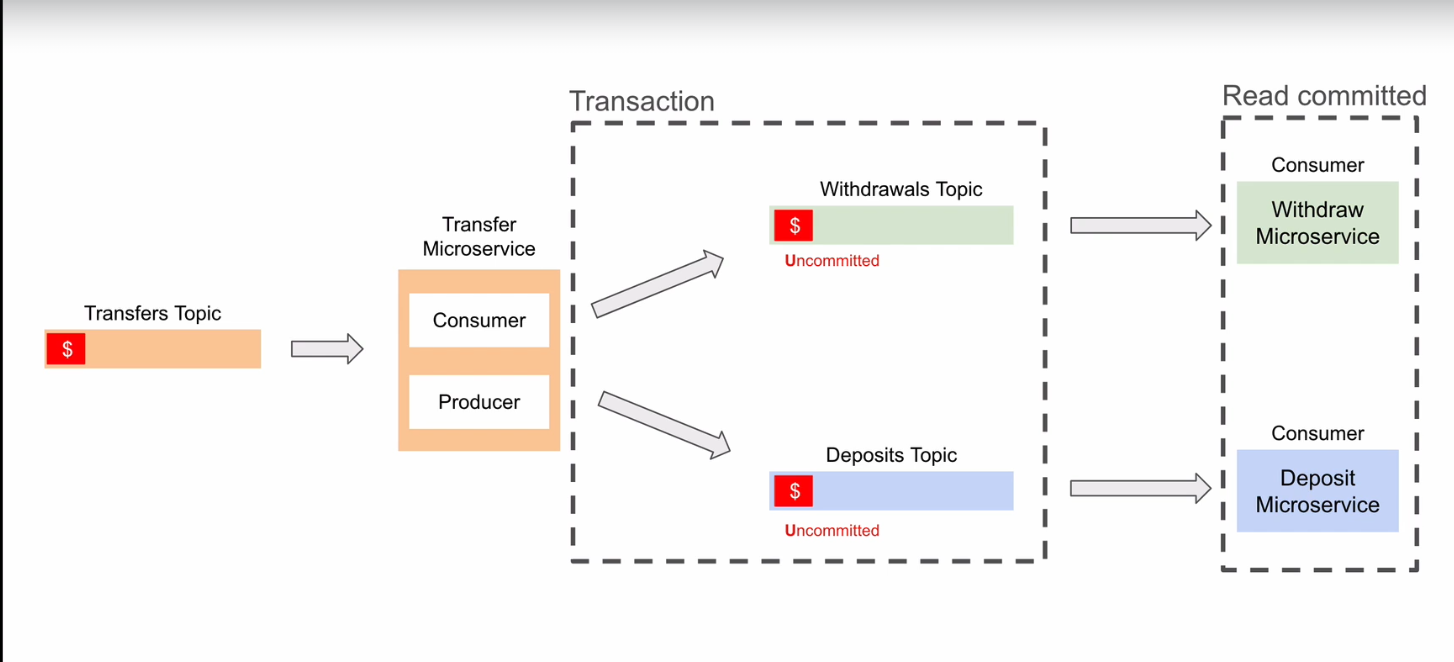 Transaction
Read committed
Consumer
Withdrawals Topic
$
Uncommitted
Withdraw
Microservice
Transfer
Microservice
Consumer
Producer
Transfers Topic
$
Deposits Topic
$
Uncommitted
Consumer
Deposit
Microservice